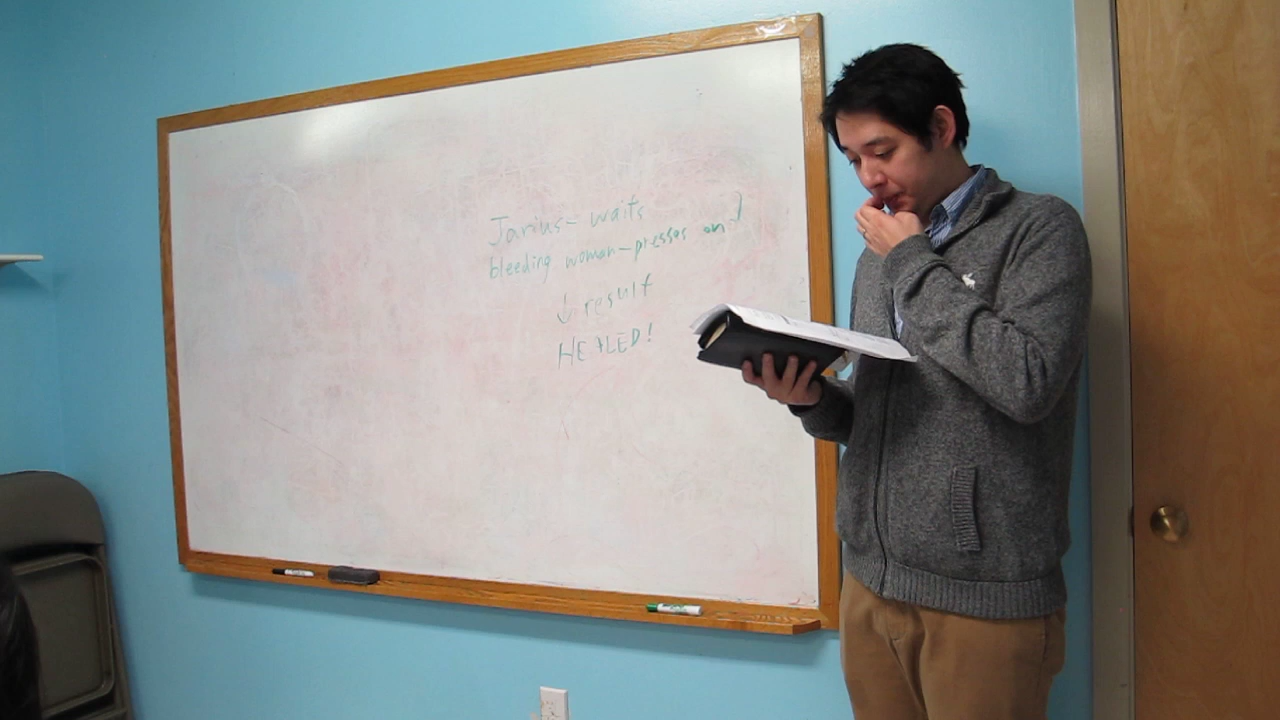 Jarius- waits
bleeding woman-presses on?
↓ result
HEALED!